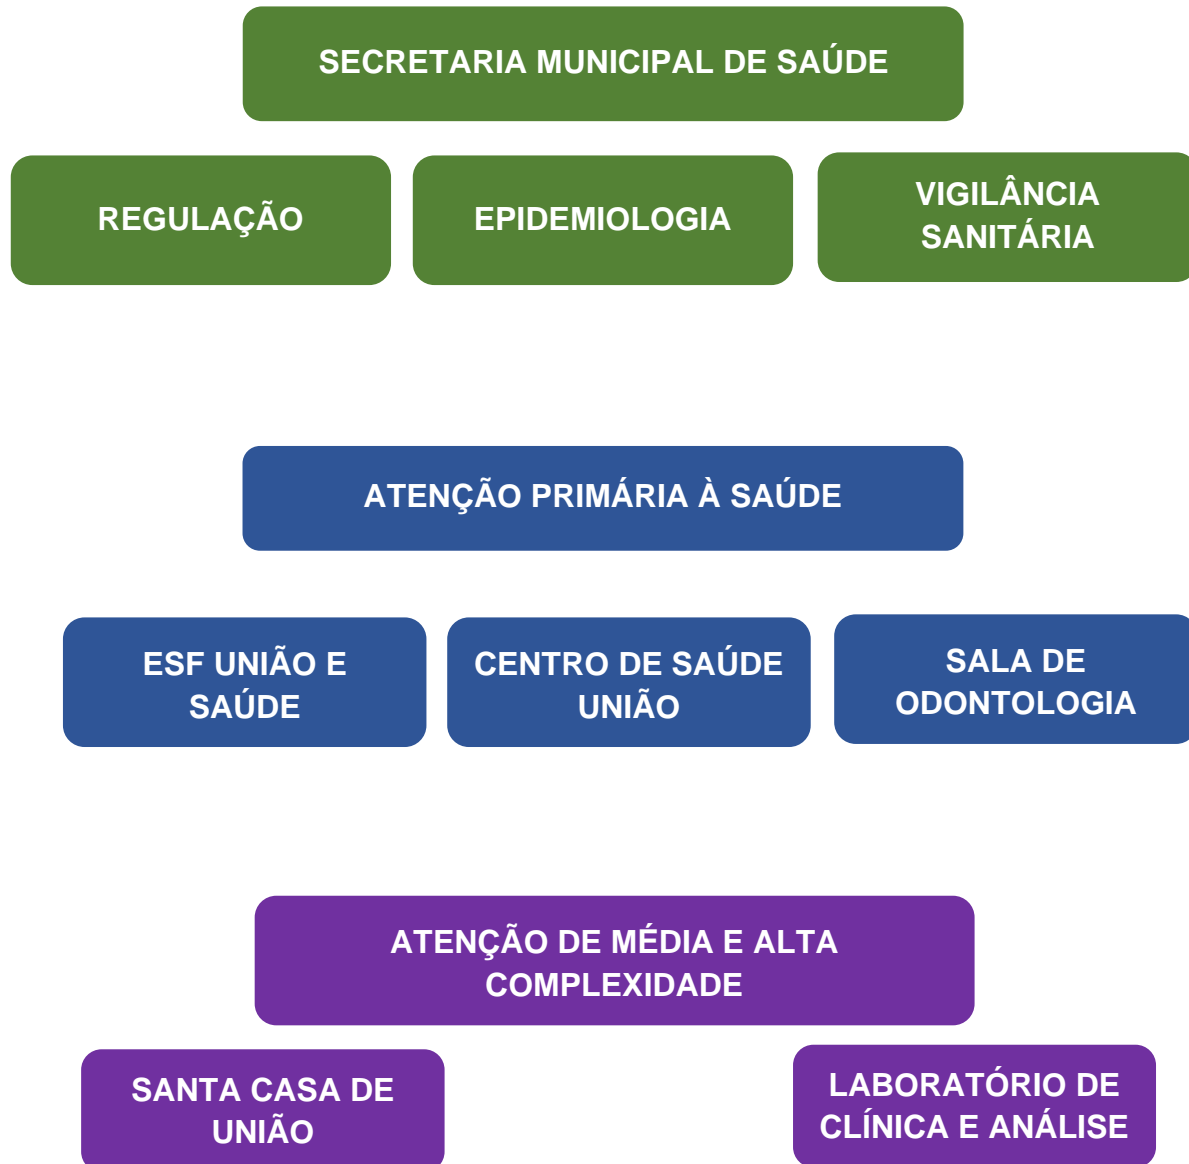 SECRETARIA MUNICIPAL DE SAÚDE
REGULAÇÃO
EPIDEMIOLOGIA
VIGILÂNCIA
SANITÁRIA
ATENÇÃO PRIMÁRIA À SAÚDE
ESF UNIÃO E
SAÚDE
CENTRO DE SAÚDE
UNIÃO
SALA DE
ODONTOLOGIA
ATENÇÃO DE MÉDIA E ALTA
COMPLEXIDADE
SANTA CASA DE
UNIÃO
LABORATÓRIO DE
CLÍNICA E ANÁLISE